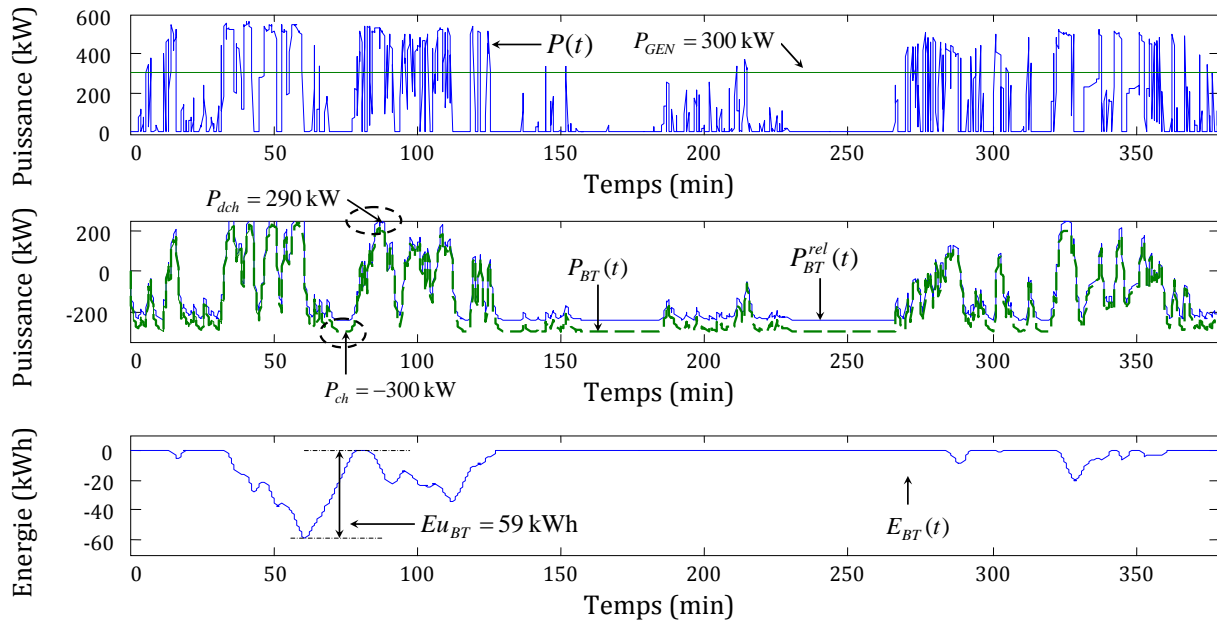 Puissance (kW)
600
400
200
0
P(t)
P_GEN = 300 kW
0 50 100 150 200 250 300 350
Temps (min)
Puissance (kW)
200
0
-200
P_dch = 290 kW
P_BT(t)
P_BT^rel(t)
P_ch = −300 kW
0 50 100 150 200 250 300 350
Temps (min)
Energie (kWh)
0
-20
-40
-60
Eu_BT = 59 kWh
E_BT(t)
0 50 100 150 200 250 300 350
Temps (min)